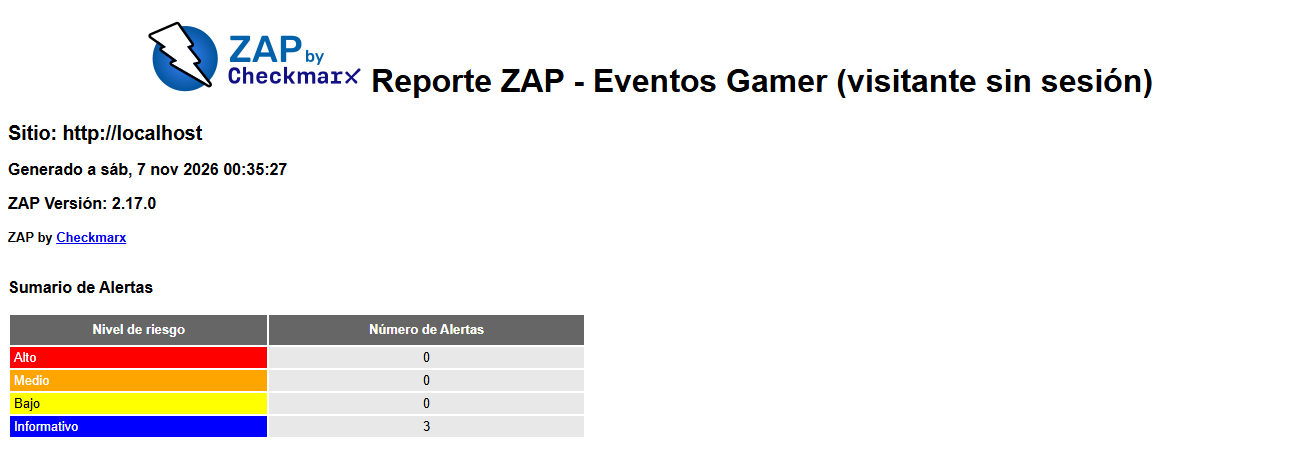 ZAP by
Checkmarx Reporte ZAP - Eventos Gamer (visitante sin sesión)
Sitio: http://localhost
Generado a sáb, 7 nov 2026 00:35:27
ZAP Versión: 2.17.0
ZAP by Checkmarx
Sumario de Alertas
Nivel de riesgo Número de Alertas
Alto 0
Medio 0
Bajo 0
Informativo 3